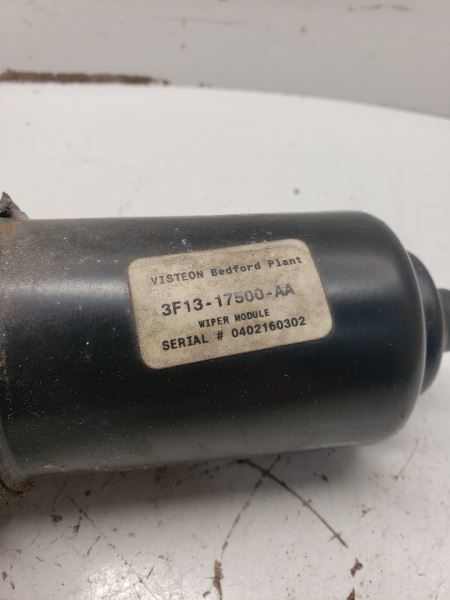 VISTEON Bedford Plant
3F13-17500-AA
WIPER MODULE
SERIAL # 0402160302